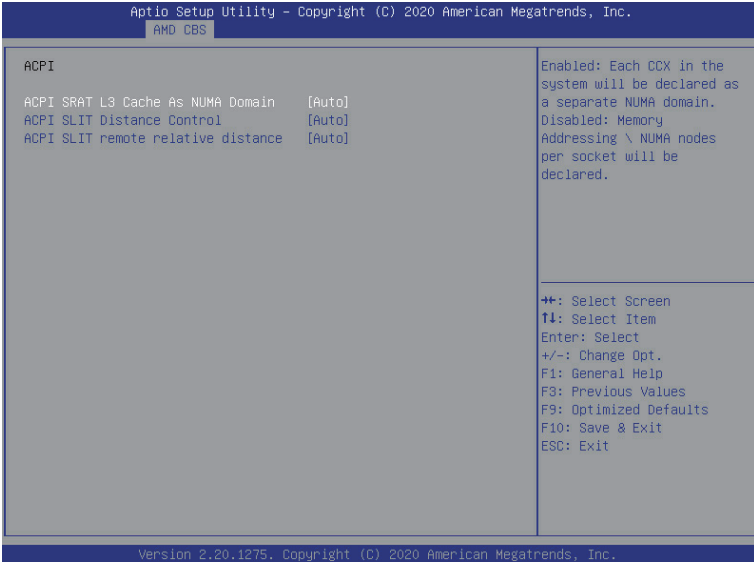 Aptio Setup Utility – Copyright (C) 2020 American Megatrends, Inc.
AMD CBS
ACPI
ACPI SRAT L3 Cache As NUMA Domain [Auto]
ACPI SLIT Distance Control [Auto]
ACPI SLIT remote relative distance [Auto]
Enabled: Each CCX in the
system will be declared as
a separate NUMA domain.
Disabled: Memory
Addressing \ NUMA nodes
per socket will be
declared.
→←: Select Screen
↑↓: Select Item
Enter: Select
+/-: Change Opt.
F1: General Help
F3: Previous Values
F9: Optimized Defaults
F10: Save & Exit
ESC: Exit
Version 2.20.1275. Copyright (C) 2020 American Megatrends, Inc.